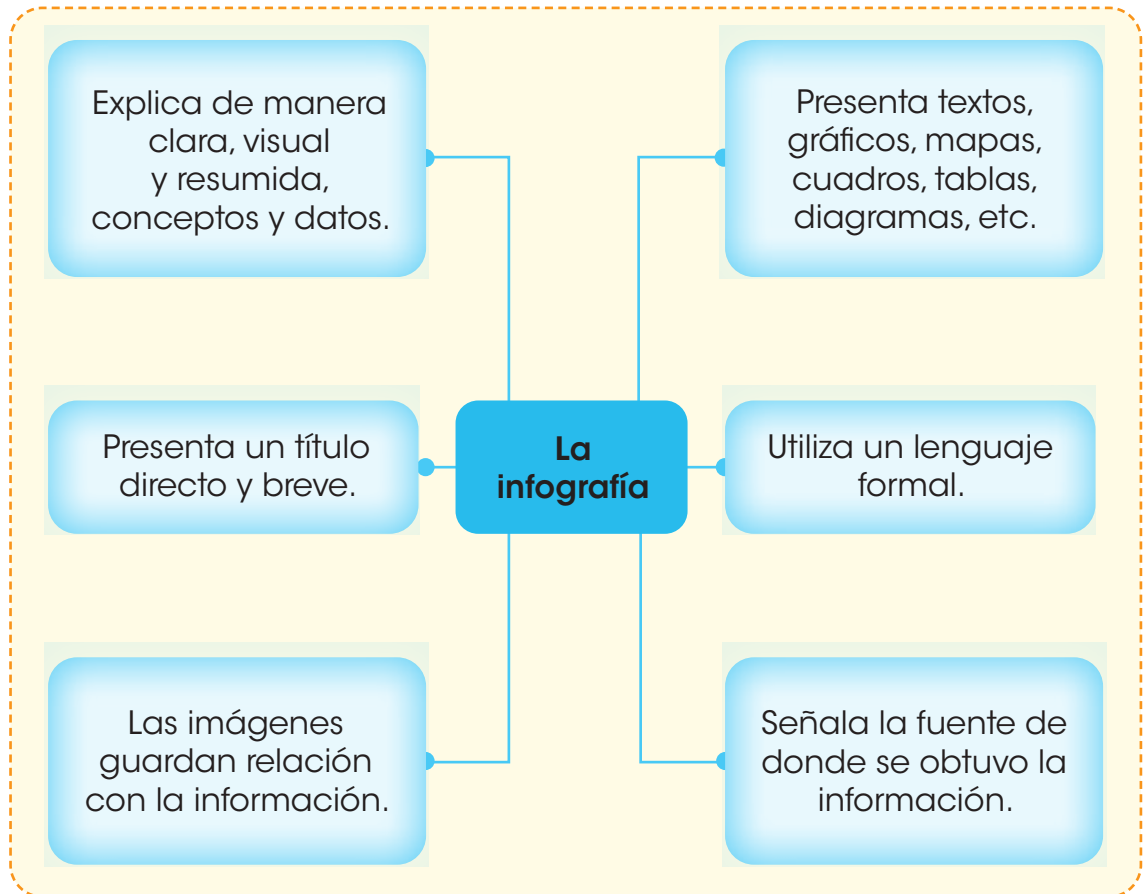 Explica de manera
clara, visual
y resumida,
conceptos y datos.
Presenta textos,
gráficos, mapas,
cuadros, tablas,
diagramas, etc.
Presenta un título
directo y breve.
La
infografía
Utiliza un lenguaje
formal.
Las imágenes
guardan relación
con la información.
Señala la fuente de
donde se obtuvo la
información.